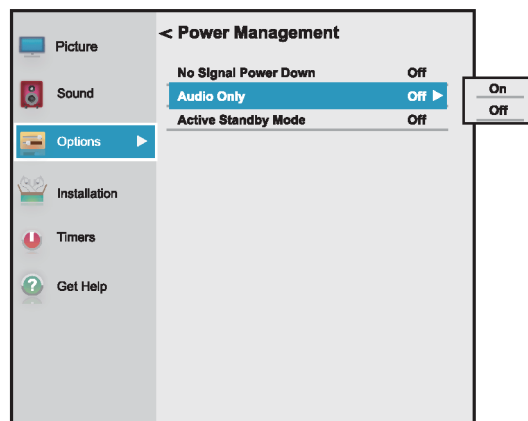 Picture
Sound
Options
Installation
Timers
Get Help
< Power Management
No Signal Power Down Off
Audio Only Off
Active Standby Mode Off
On
Off